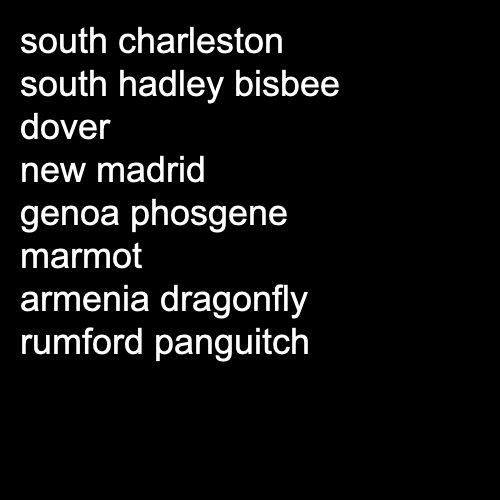 south charleston
south hadley bisbee
dover
new madrid
genoa phosgene
marmot
armenia dragonfly
rumford panguitch